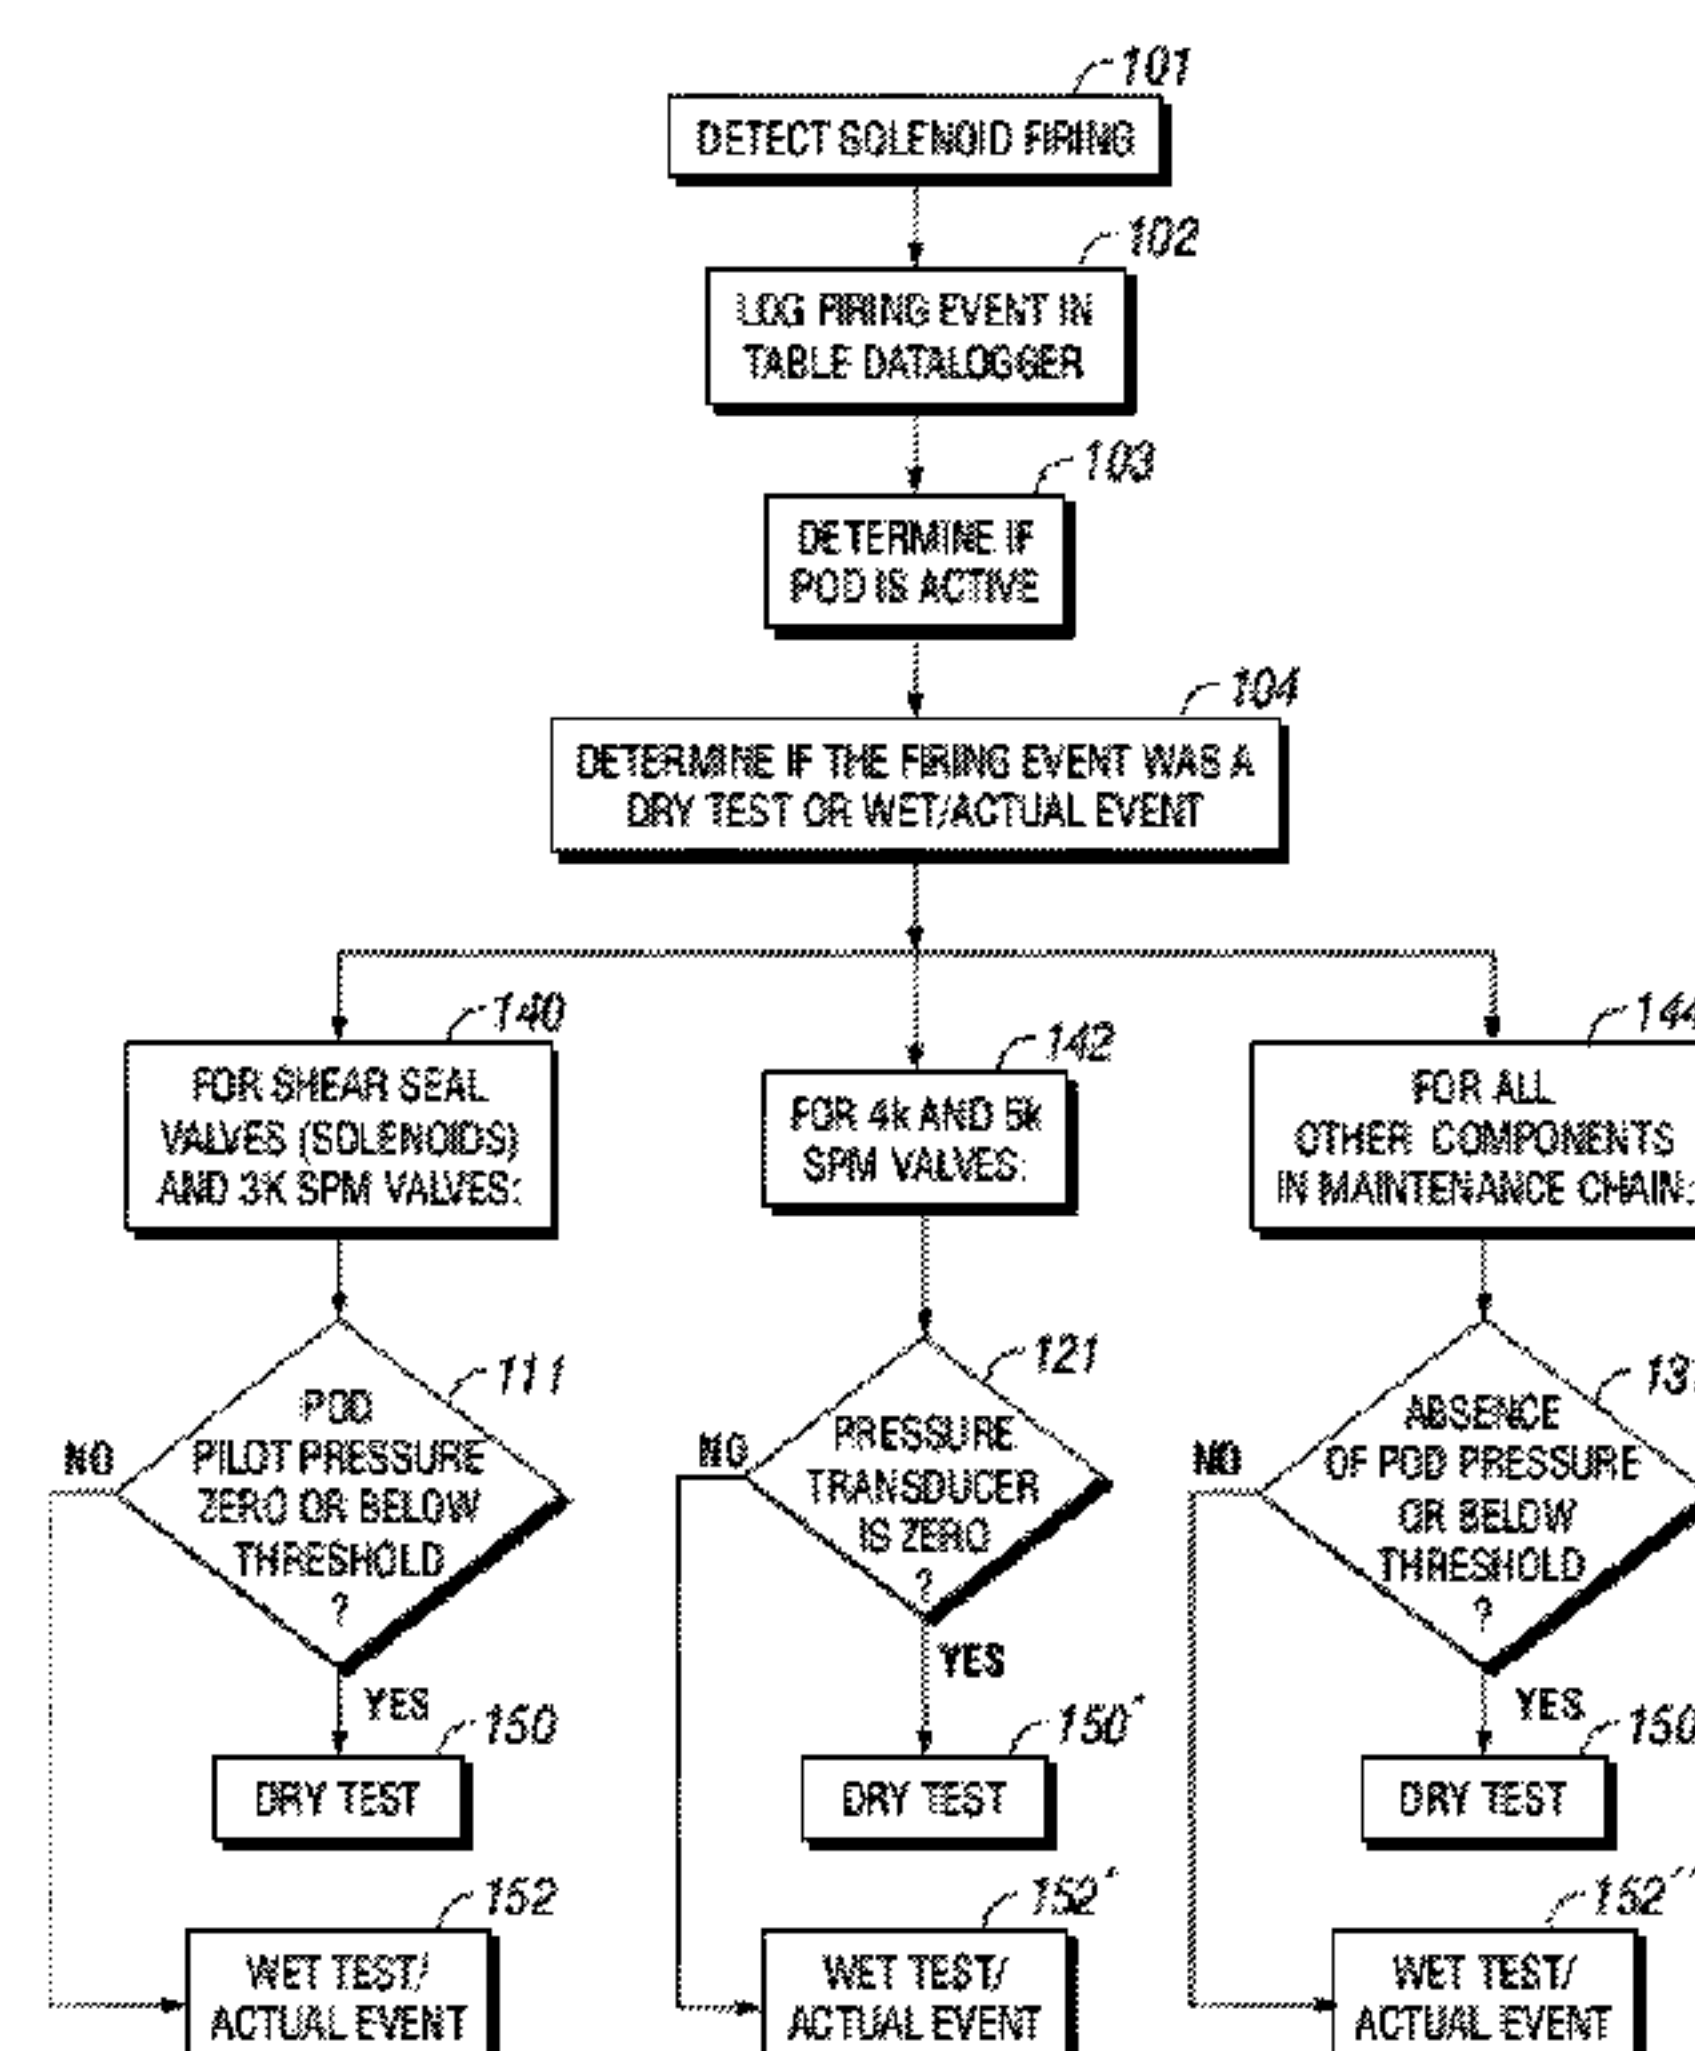 101
DETECT SOLENOID FIRING
102
LOG FIRING EVENT IN
TABLE DATALOGGER
103
DETERMINE IF
POD IS ACTIVE
104
DETERMINE IF THE FIRING EVENT WAS A
DRY TEST OR WET/ACTUAL EVENT
140
FOR SHEAR SEAL
VALVES (SOLENOIDS)
AND 3K SPM VALVES:
142
FOR 4k AND 5k
SPM VALVES:
144
FOR ALL
OTHER COMPONENTS
IN MAINTENANCE CHAIN:
111
POD
PILOT PRESSURE
ZERO OR BELOW
THRESHOLD
?
NO
YES
121
PRESSURE
TRANSDUCER
IS ZERO
?
NO
YES
131
ABSENCE
OF POD PRESSURE
OR BELOW
THRESHOLD
?
NO
YES
150
DRY TEST
150'
DRY TEST
150
DRY TEST
152
WET TEST/
ACTUAL EVENT
152'
WET TEST/
ACTUAL EVENT
152''
WET TEST/
ACTUAL EVENT